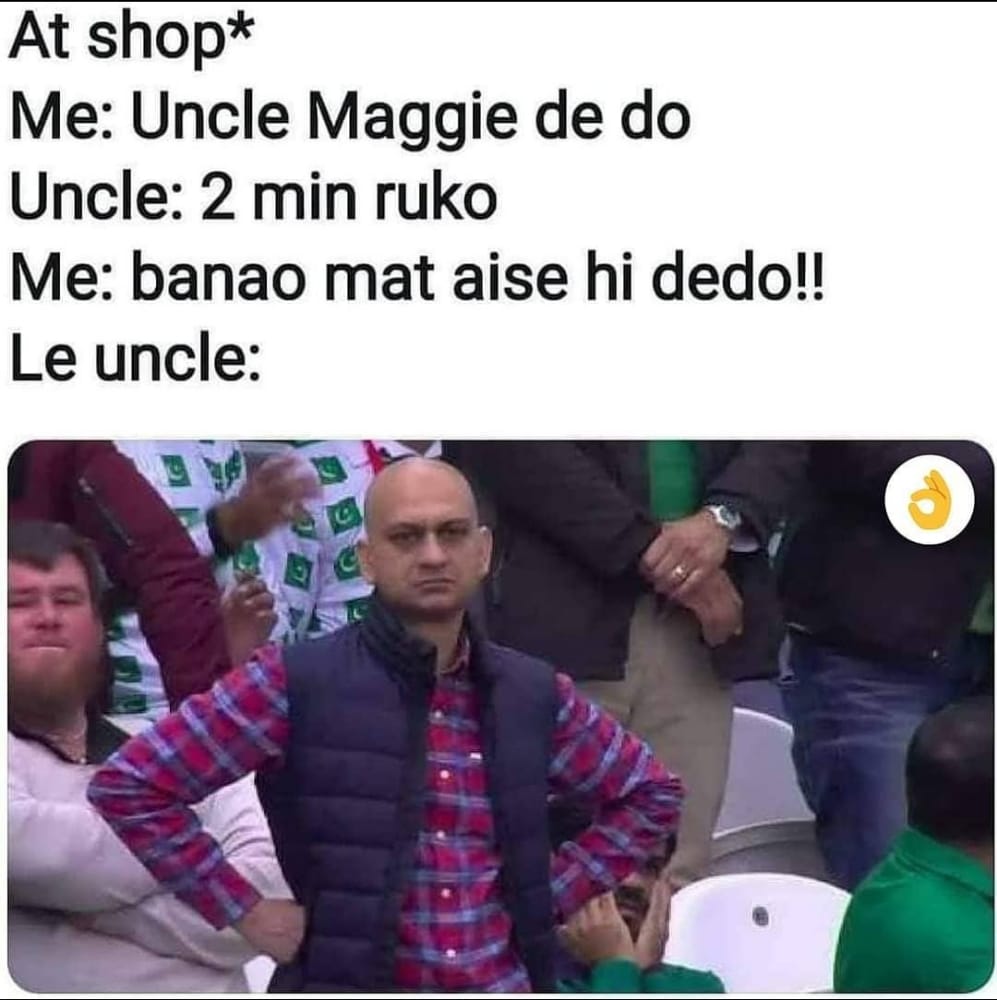 At shop*
Me: Uncle Maggie de do
Uncle: 2 min ruko
Me: banao mat aise hi dedo!!
Le uncle: